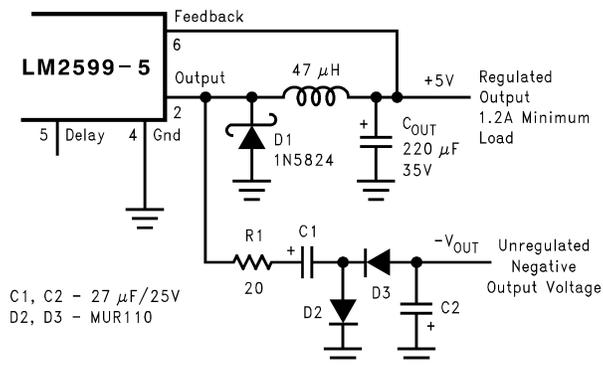 Feedback
6
LM2599-5
Output
2
5
Delay
4
Gnd
47 μH
D1
1N5824
+
COUT
220 μF
35V
+5V
Regulated
Output
1.2A Minimum
Load
R1
20
+
C1
D2
D3
-VOUT
C2
+
Unregulated
Negative
Output Voltage
C1, C2 - 27 μF/25V
D2, D3 - MUR110